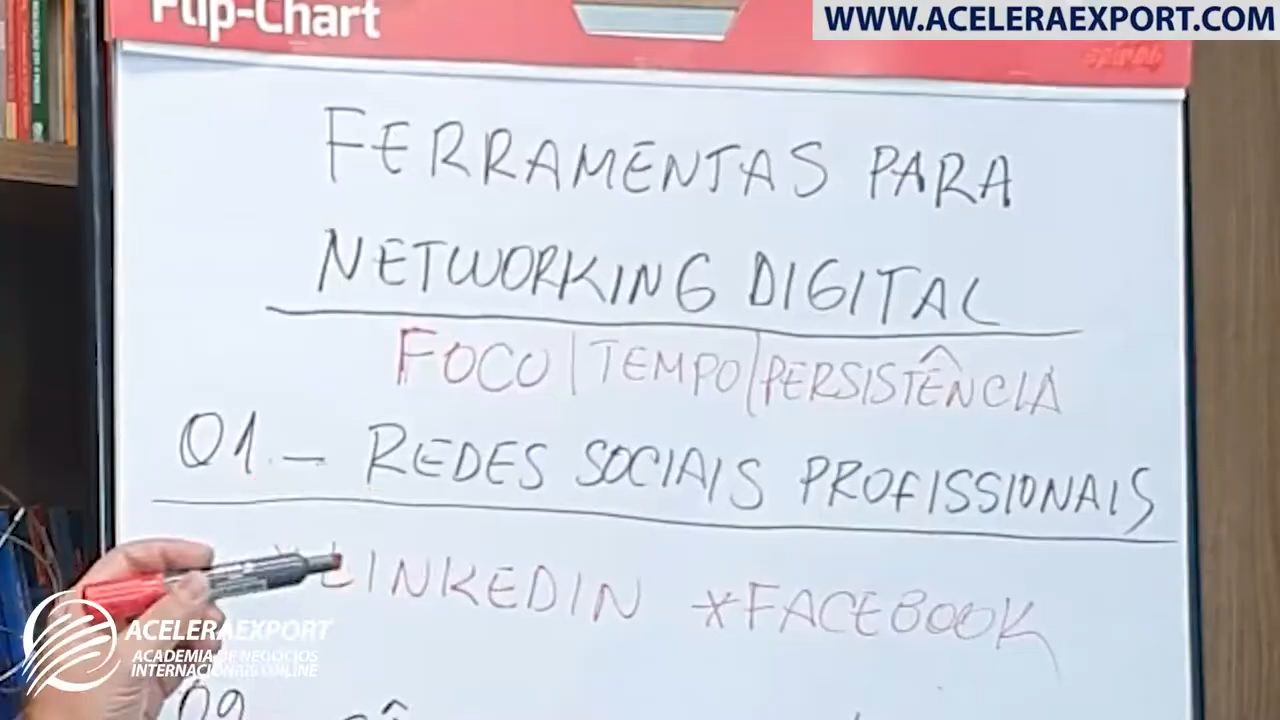 Flip-Chart
WWW.ACELERAEXPORT.COM
FERRAMENTAS PARA
NETWORKING DIGITAL
FOCO | TEMPO | PERSISTÊNCIA
01 - REDES SOCIAIS PROFISSIONAIS
* LINKEDIN * FACEBOOK
ACELERAEXPORT
ACADEMIA DE NEGÓCIOS
INTERNACIONAIS ONLINE